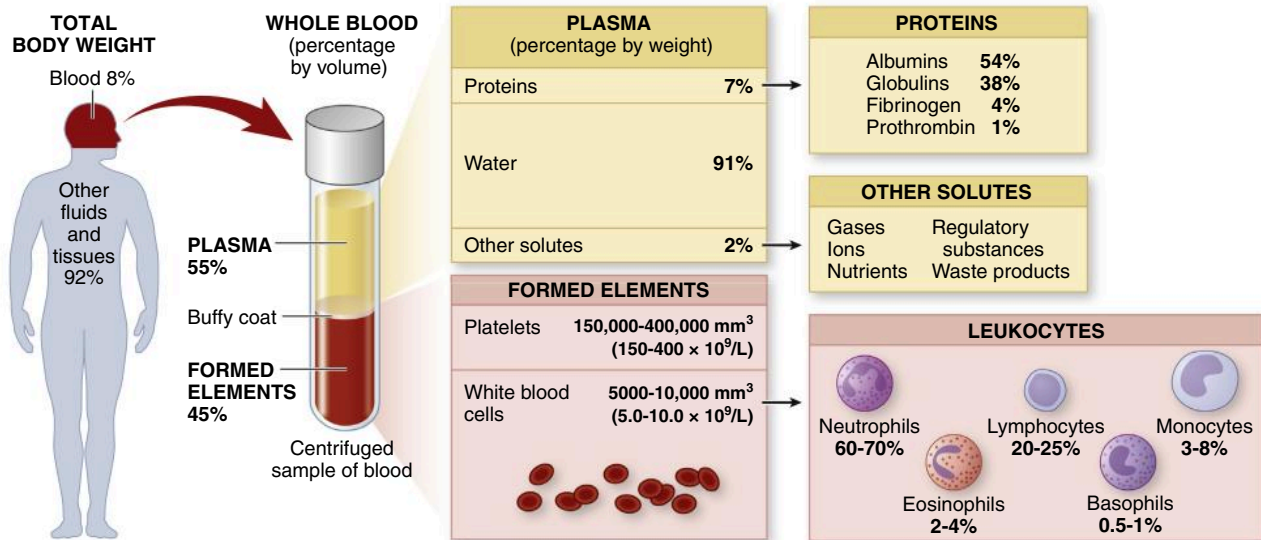 TOTAL
BODY WEIGHT
Blood 8%
Other
fluids
and
tissues
92%
WHOLE BLOOD
(percentage
by volume)
PLASMA
55%
Buffy coat
FORMED
ELEMENTS
45%
Centrifuged
sample of blood
PLASMA
(percentage by weight)
Proteins 7%
Water 91%
Other solutes 2%
PROTEINS
Albumins 54%
Globulins 38%
Fibrinogen 4%
Prothrombin 1%
OTHER SOLUTES
Gases Regulatory
Ions substances
Nutrients Waste products
FORMED ELEMENTS
Platelets 150,000-400,000 mm³
(150-400 × 10⁹/L)
White blood 5000-10,000 mm³
cells (5.0-10.0 × 10⁹/L)
LEUKOCYTES
Neutrophils
60-70%
Lymphocytes
20-25%
Monocytes
3-8%
Eosinophils
2-4%
Basophils
0.5-1%